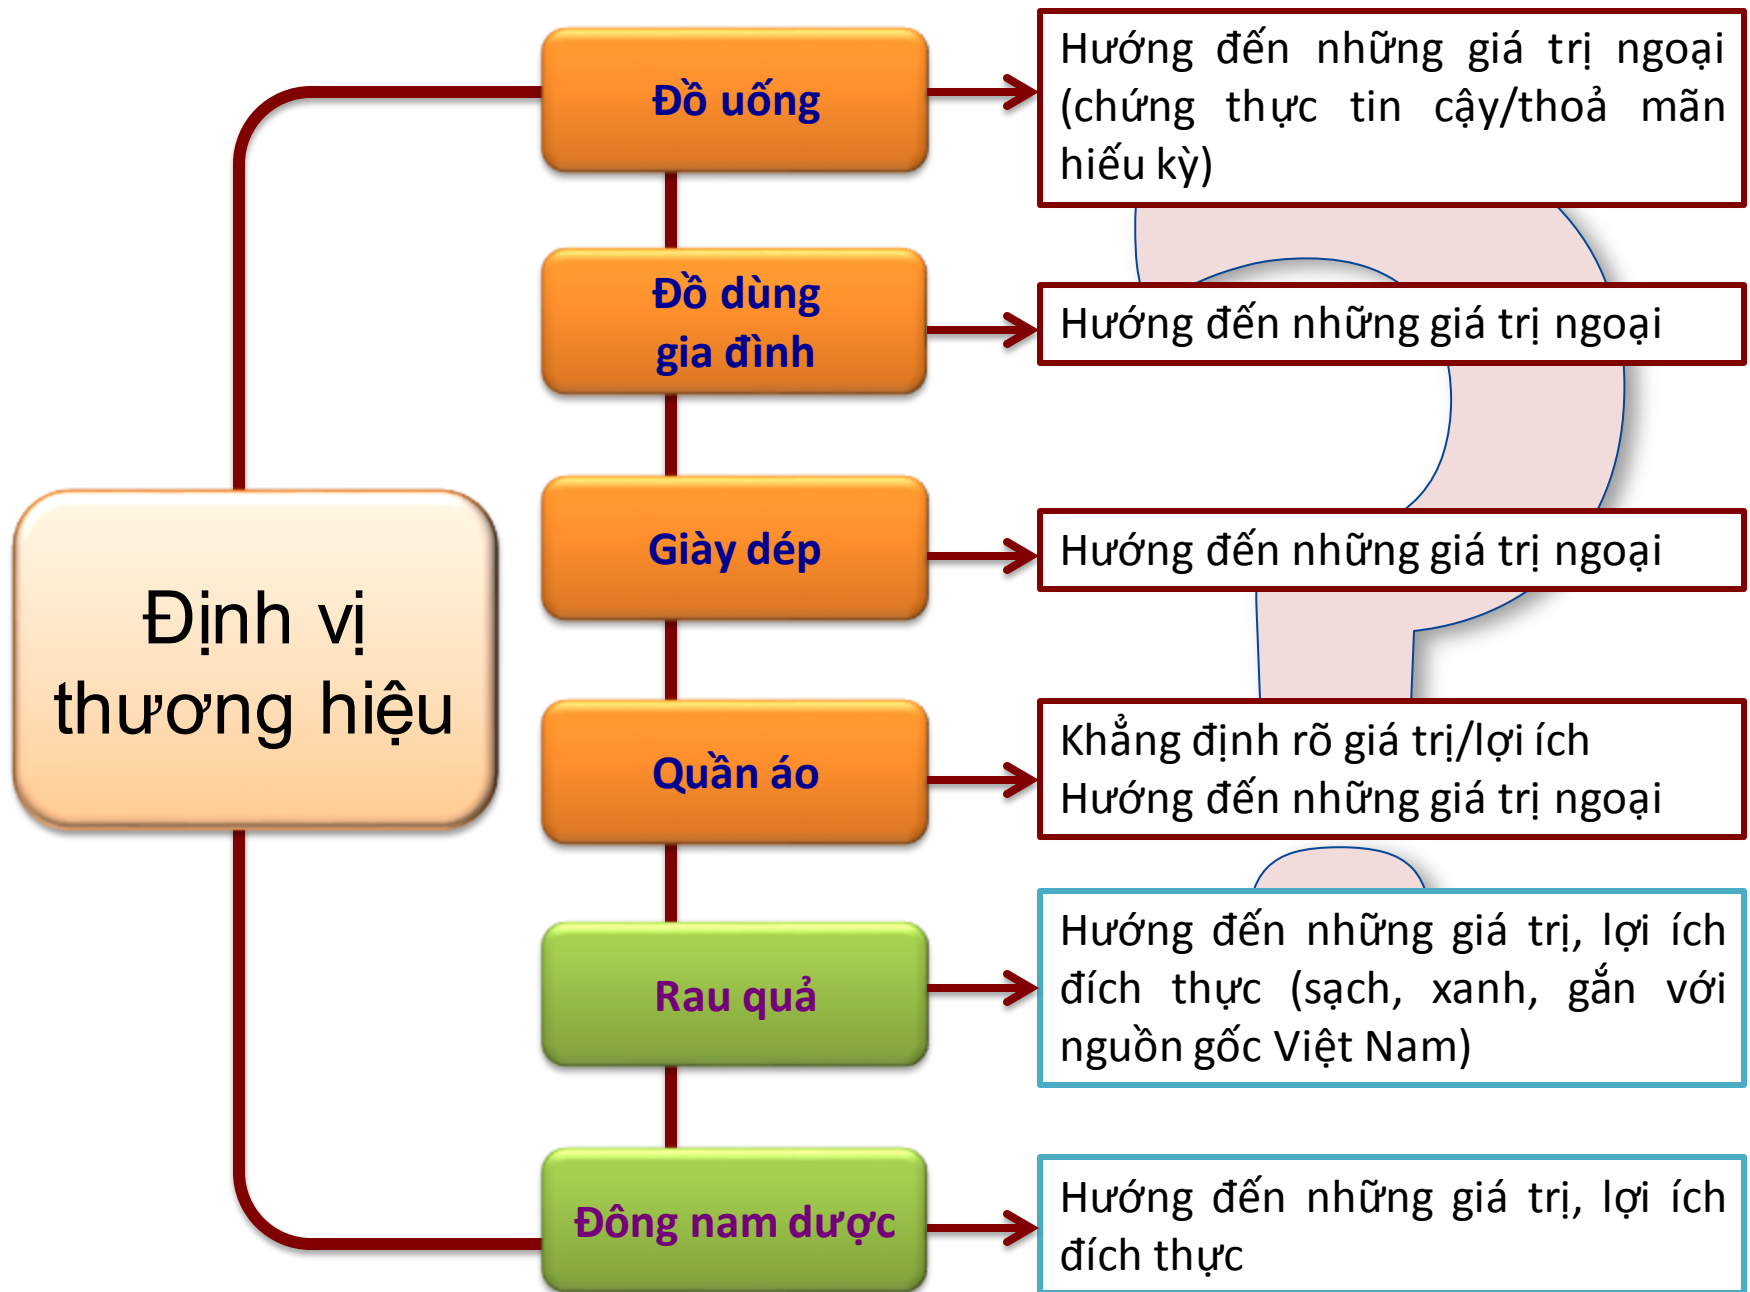 Định vị
thương hiệu
Đồ uống
Hướng đến những giá trị ngoại
(chứng thực tin cậy/thoả mãn
hiếu kỳ)
Đồ dùng
gia đình
Hướng đến những giá trị ngoại
Giày dép
Hướng đến những giá trị ngoại
Quần áo
Khẳng định rõ giá trị/lợi ích
Hướng đến những giá trị ngoại
Rau quả
Hướng đến những giá trị, lợi ích
đích thực (sạch, xanh, gắn với
nguồn gốc Việt Nam)
Đông nam dược
Hướng đến những giá trị, lợi ích
đích thực